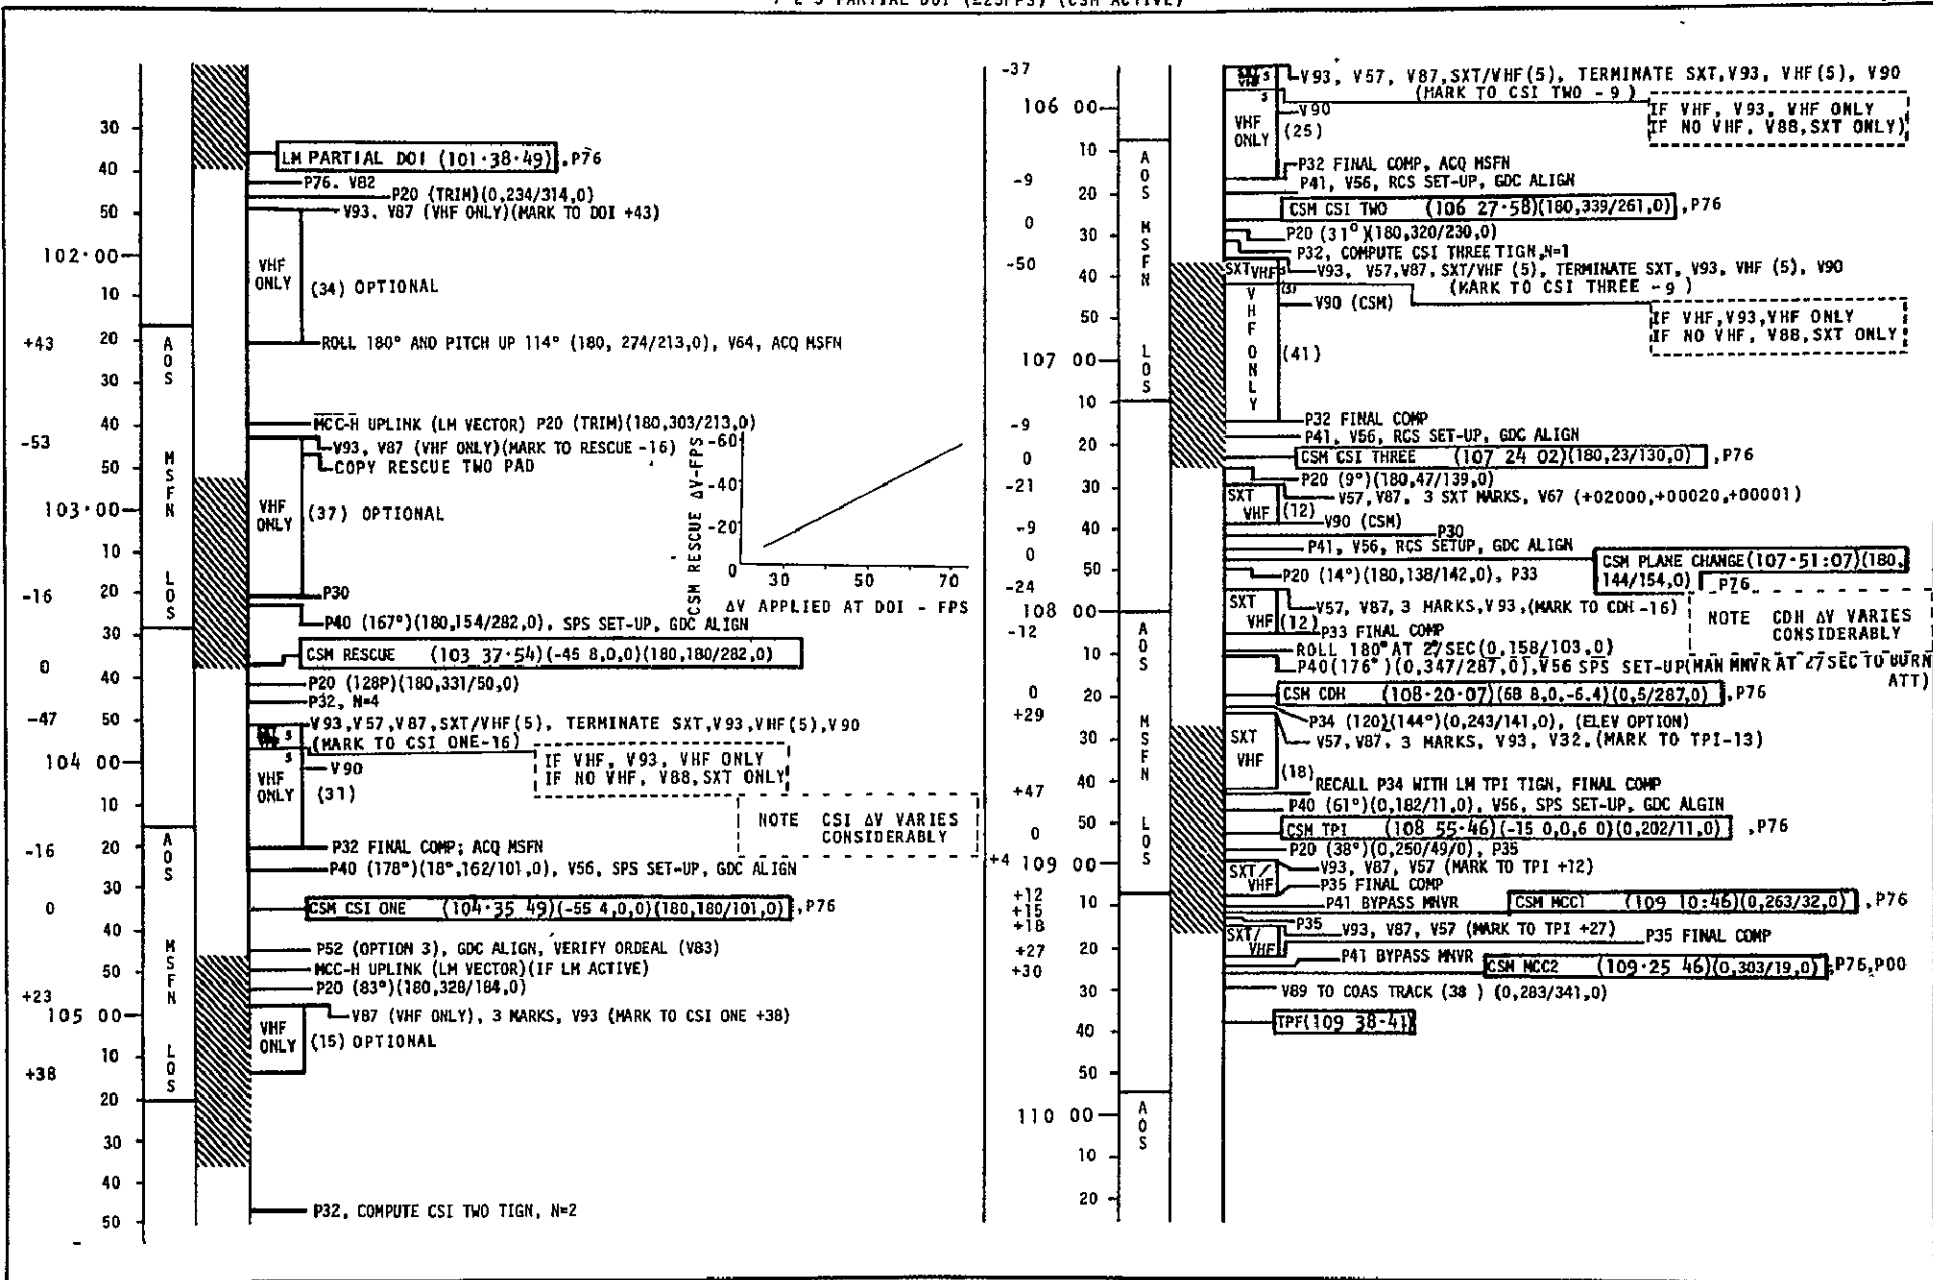 7 2 3 PARTIAL DOI (≥25FPS) (CSM ACTIVE)
30
LM PARTIAL DOI (101·38·49) ,P76
40
P76. V82
P20 (TRIM)(0,234/314,0)
50
V93. V87 (VHF ONLY)(MARK TO DOI +43)
102·00
VHF ONLY
(34) OPTIONAL
10
+43
20
ROLL 180° AND PITCH UP 114° (180, 274/213,0), V64, ACQ MSFN
AOS
30
40
MCC-H UPLINK (LM VECTOR) P20 (TRIM)(180,303/213,0)
-53
V93, V87 (VHF ONLY)(MARK TO RESCUE -16)
50
COPY RESCUE TWO PAD
MSFN
103·00
VHF ONLY
(37) OPTIONAL
10
LOS
-16
20
P30
P40 (167°)(180,154/282,0), SPS SET-UP, GDC ALIGN
30
0
CSM RESCUE (103 37·54)(-45 8,0,0)(180,180/282,0)
40
P20 (128P)(180,331/50,0)
P32, N=4
-47
50
V93,V57,V87,SXT/VHF(5), TERMINATE SXT,V93,VHF(5),V90
(MARK TO CSI ONE-16)
5
5
104 00
V90
IF VHF, V93, VHF ONLY
IF NO VHF, V88,SXT ONLY
VHF ONLY
(31)
10
NOTE CSI ΔV VARIES
CONSIDERABLY
-16
20
P32 FINAL COMP; ACQ MSFN
AOS
P40 (178°)(18°,162/101,0), V56, SPS SET-UP, GDC ALIGN
30
0
CSM CSI ONE (104·35 49)(-55 4,0,0)(180,180/101,0) ,P76
40
P52 (OPTION 3), GDC ALIGN, VERIFY ORDEAL (V83)
50
MCC-H UPLINK (LM VECTOR)(IF LM ACTIVE)
MSFN
+23
P20 (83°)(180,328/184,0)
105 00
V87 (VHF ONLY), 3 MARKS, V93 (MARK TO CSI ONE +38)
VHF ONLY
(15) OPTIONAL
10
LOS
+38
20
30
40
P32, COMPUTE CSI TWO TIGN, N=2
50
CSM RESCUE ΔV-FPS
-60
-40
-20
0
30
50
70
ΔV APPLIED AT DOI - FPS
-37
V93, V57, V87,SXT/VHF(5), TERMINATE SXT,V93, VHF(5), V90
(MARK TO CSI TWO - 9 )
5
5
106 00
V90
IF VHF, V93, VHF ONLY
IF NO VHF, V88,SXT ONLY)
VHF ONLY
(25)
10
P32 FINAL COMP, ACQ MSFN
-9
P41, V56, RCS SET-UP, GDC ALIGN
20
AOS
CSM CSI TWO (106 27·58)(180,339/261,0) ,P76
0
30
P20 (31°)(180,320/230,0)
P32, COMPUTE CSI THREE TIGN,N=1
MSFN
-50
40
SXT VHF
V93, V57,V87, SXT/VHF (5), TERMINATE SXT, V93, VHF (5), V90
(MARK TO CSI THREE -9 )
V90 (CSM)
50
IF VHF,V93,VHF ONLY
IF NO VHF, V88,SXT ONLY
107 00
VHF ONLY
(41)
LOS
10
P32 FINAL COMP
-9
P41, V56, RCS SET-UP, GDC ALIGN
20
0
CSM CSI THREE (107 24 02)(180,23/130,0) ,P76
P20 (9°)(180,47/139,0)
-21
30
SXT VHF
(12)
V57, V87, 3 SXT MARKS, V67 (+02000,+00020,+00001)
V90 (CSM)
-9
40
P30
0
P41, V56, RCS SETUP, GDC ALIGN
CSM PLANE CHANGE(107·51:07)(180,
144/154,0) P76
50
P20 (14°)(180,138/142,0), P33
-24
108 00
SXT VHF
(12)
V57, V87, 3 MARKS,V93,(MARK TO CDH -16)
NOTE CDH ΔV VARIES
CONSIDERABLY
-12
P33 FINAL COMP
AOS
10
ROLL 180° AT 2°/SEC(0,158/103,0)
P40(176°)(0,347/287,0),V56 SPS SET-UP(MAN MNVR AT 2°/SEC TO BURN
ATT)
0
20
CSM CDH (108·20·07)(68 8,0,-6.4)(0,5/287,0) ,P76
+29
P34 (120)(144°)(0,243/141,0), (ELEV OPTION)
30
V57,V87, 3 MARKS, V93, V32,(MARK TO TPI-13)
MSFN
SXT VHF
(18)
40
RECALL P34 WITH LM TPI TIGN, FINAL COMP
+47
P40 (61°)(0,182/11,0), V56, SPS SET-UP, GDC ALGIN
0
50
CSM TPI (108 55·46)(-15 0,0,6 0)(0,202/11,0) ,P76
LOS
P20 (38°)(0,250/49/0), P35
+4
109 00
SXT/ VHF
V93, V87, V57 (MARK TO TPI +12)
P35 FINAL COMP
+12
10
P41 BYPASS MNVR
CSM MCC1 (109 10:46)(0,263/32,0) ,P76
+15
+18
P35
V93, V87, V57 (MARK TO TPI +27)
P35 FINAL COMP
SXT/ VHF
+27
20
P41 BYPASS MNVR
+30
CSM MCC2 (109·25 46)(0,303/19,0) ,P76,P00
30
V89 TO COAS TRACK (38 ) (0,283/341,0)
TPF(109 38·41)
40
50
110 00
AOS
10
20